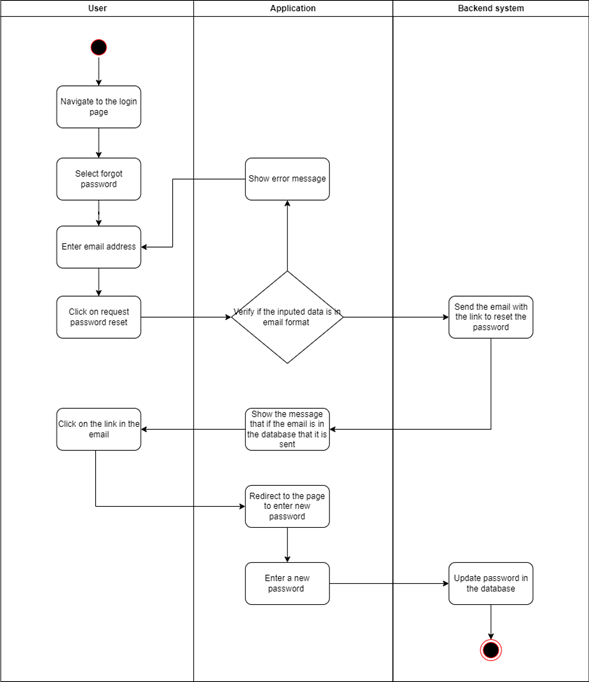 User
Application
Backend system
Navigate to the login
page
Select forgot
password
Show error message
Enter email address
Click on request
password reset
Verify if the inputed data is in
email format
Send the email with
the link to reset the
password
Click on the link in the
email
Show the message
that if the email is in
the database that it is
sent
Redirect to the page
to enter new
password
Enter a new
password
Update password in
the database